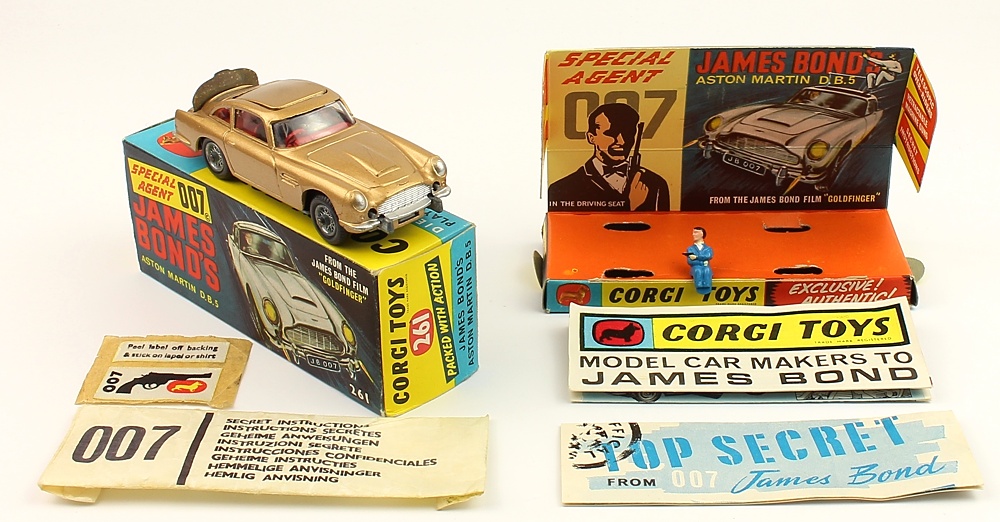 SPECIAL
AGENT 007
JAMES
BOND'S
ASTON MARTIN D.B.5
FROM THE
JAMES BOND FILM
"GOLDFINGER"
JB 007
261
CORGI TOYS
261
PACKED WITH ACTION
JAMES BOND'S
ASTON MARTIN D.B.5
Peel label off backing
& stick on lapel or shirt
007
007
SECRET INSTRUCTIONS
INSTRUCTIONS SECRÈTES
GEHEIME ANWEISUNGEN
INSTRUZIONI SEGRETE
INSTRUCCIONES CONFIDENCIALES
GEHEIME INSTRUCTIES
HEMMELIGE ANVISNINGER
HEMLIG ANVISNING
SPECIAL
AGENT
007
IN THE DRIVING SEAT
JAMES BOND'S
ASTON MARTIN D.B.5
JB 007
FROM THE JAMES BOND FILM "GOLDFINGER"
CORGI TOYS
EXCLUSIVE!
AUTHENTIC!
CORGI TOYS
TRADE MARK REGISTERED
MODEL CAR MAKERS TO
JAMES BOND
TOP SECRET
FROM 007 James Bond